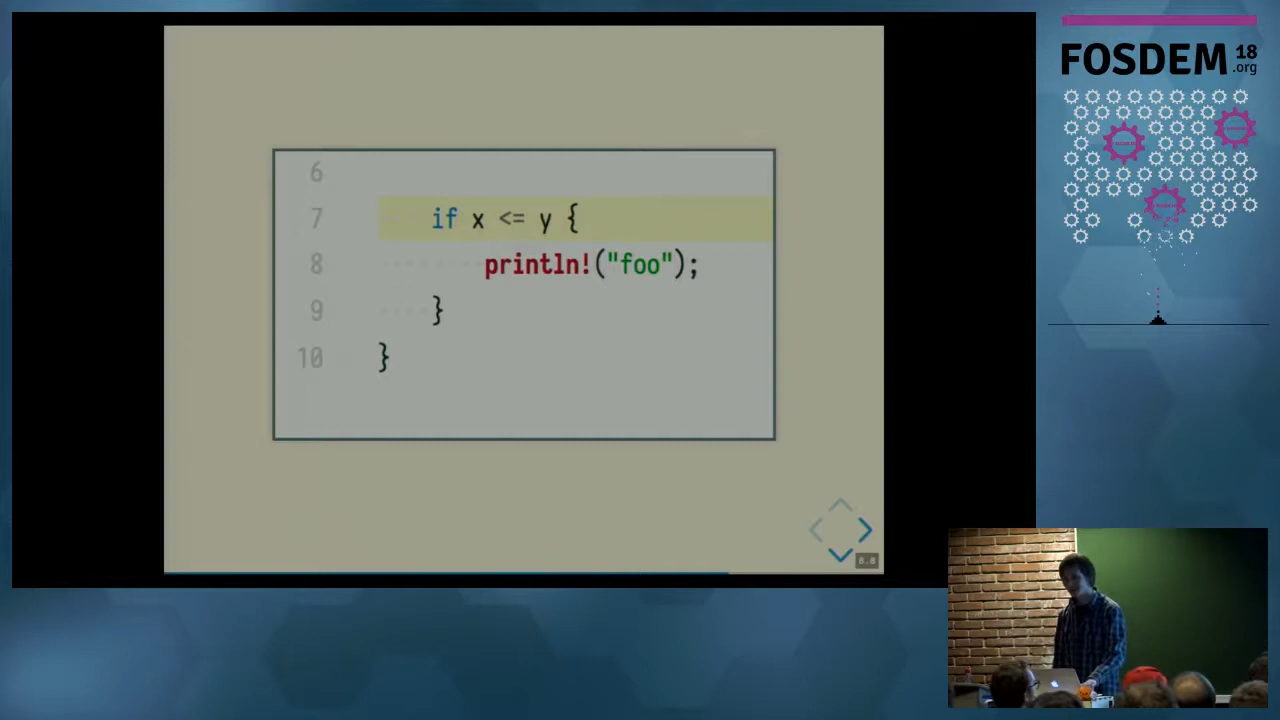 6
7 if x <= y {
8 println!("foo");
9 }
10 }
FOSDEM 18
.org